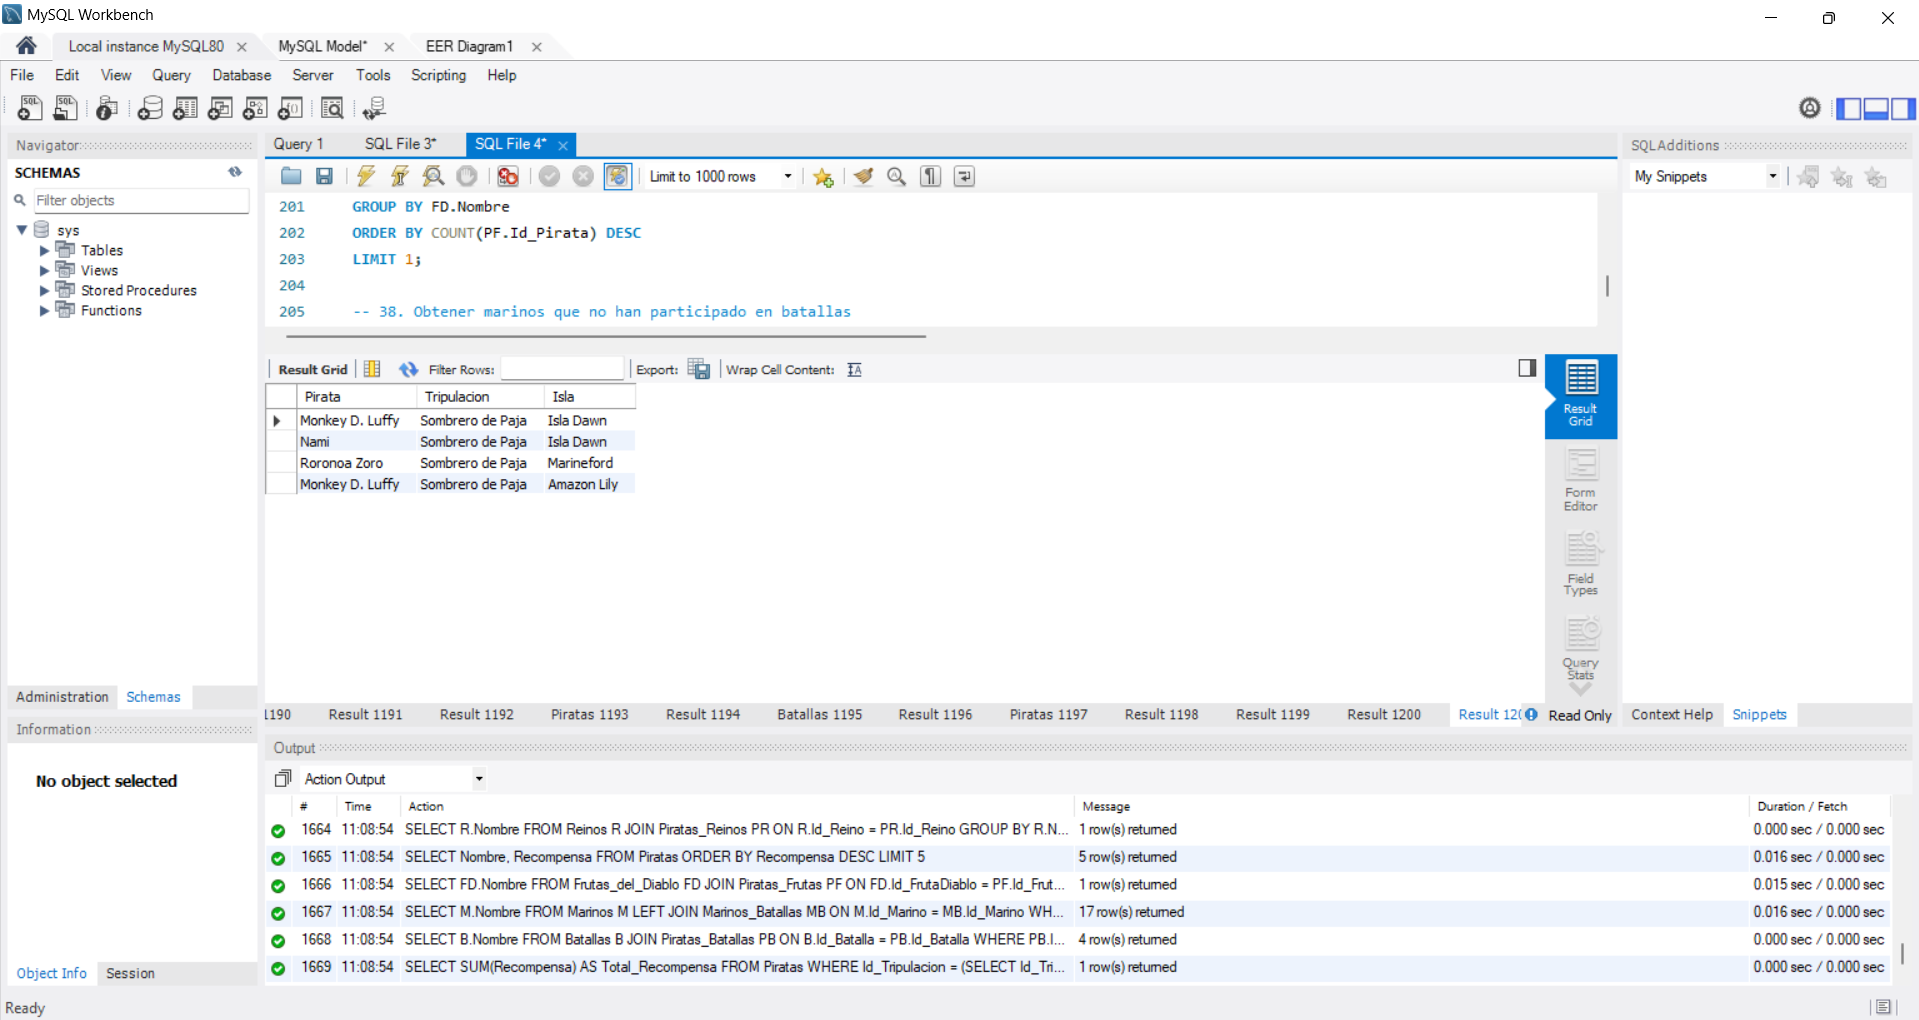 MySQL Workbench
Local instance MySQL80
MySQL Model*
EER Diagram1
File Edit View Query Database Server Tools Scripting Help
Navigator
SCHEMAS
Filter objects
sys
Tables
Views
Stored Procedures
Functions
Administration Schemas
Information
No object selected
Object Info Session
Ready
Query 1 SQL File 3* SQL File 4*
Limit to 1000 rows
201 GROUP BY FD.Nombre
202 ORDER BY COUNT(PF.Id_Pirata) DESC
203 LIMIT 1;
204
205 -- 38. Obtener marinos que no han participado en batallas
Result Grid Filter Rows: Export: Wrap Cell Content:
Pirata Tripulacion Isla
Monkey D. Luffy Sombrero de Paja Isla Dawn
Nami Sombrero de Paja Isla Dawn
Roronoa Zoro Sombrero de Paja Marineford
Monkey D. Luffy Sombrero de Paja Amazon Lily
Result
Grid
Form
Editor
Field
Types
Query
Stats
1190 Result 1191 Result 1192 Piratas 1193 Result 1194 Batallas 1195 Result 1196 Piratas 1197 Result 1198 Result 1199 Result 1200 Result 120 Read Only
SQLAdditions
My Snippets
Context Help Snippets
Output
Action Output
# Time Action Message Duration / Fetch
1664 11:08:54 SELECT R.Nombre FROM Reinos R JOIN Piratas_Reinos PR ON R.Id_Reino = PR.Id_Reino GROUP BY R.N... 1 row(s) returned 0.000 sec / 0.000 sec
1665 11:08:54 SELECT Nombre, Recompensa FROM Piratas ORDER BY Recompensa DESC LIMIT 5 5 row(s) returned 0.016 sec / 0.000 sec
1666 11:08:54 SELECT FD.Nombre FROM Frutas_del_Diablo FD JOIN Piratas_Frutas PF ON FD.Id_FrutaDiablo = PF.Id_Frut... 1 row(s) returned 0.015 sec / 0.000 sec
1667 11:08:54 SELECT M.Nombre FROM Marinos M LEFT JOIN Marinos_Batallas MB ON M.Id_Marino = MB.Id_Marino WH... 17 row(s) returned 0.016 sec / 0.000 sec
1668 11:08:54 SELECT B.Nombre FROM Batallas B JOIN Piratas_Batallas PB ON B.Id_Batalla = PB.Id_Batalla WHERE PB.I... 4 row(s) returned 0.000 sec / 0.000 sec
1669 11:08:54 SELECT SUM(Recompensa) AS Total_Recompensa FROM Piratas WHERE Id_Tripulacion = (SELECT Id_Tri... 1 row(s) returned 0.000 sec / 0.000 sec